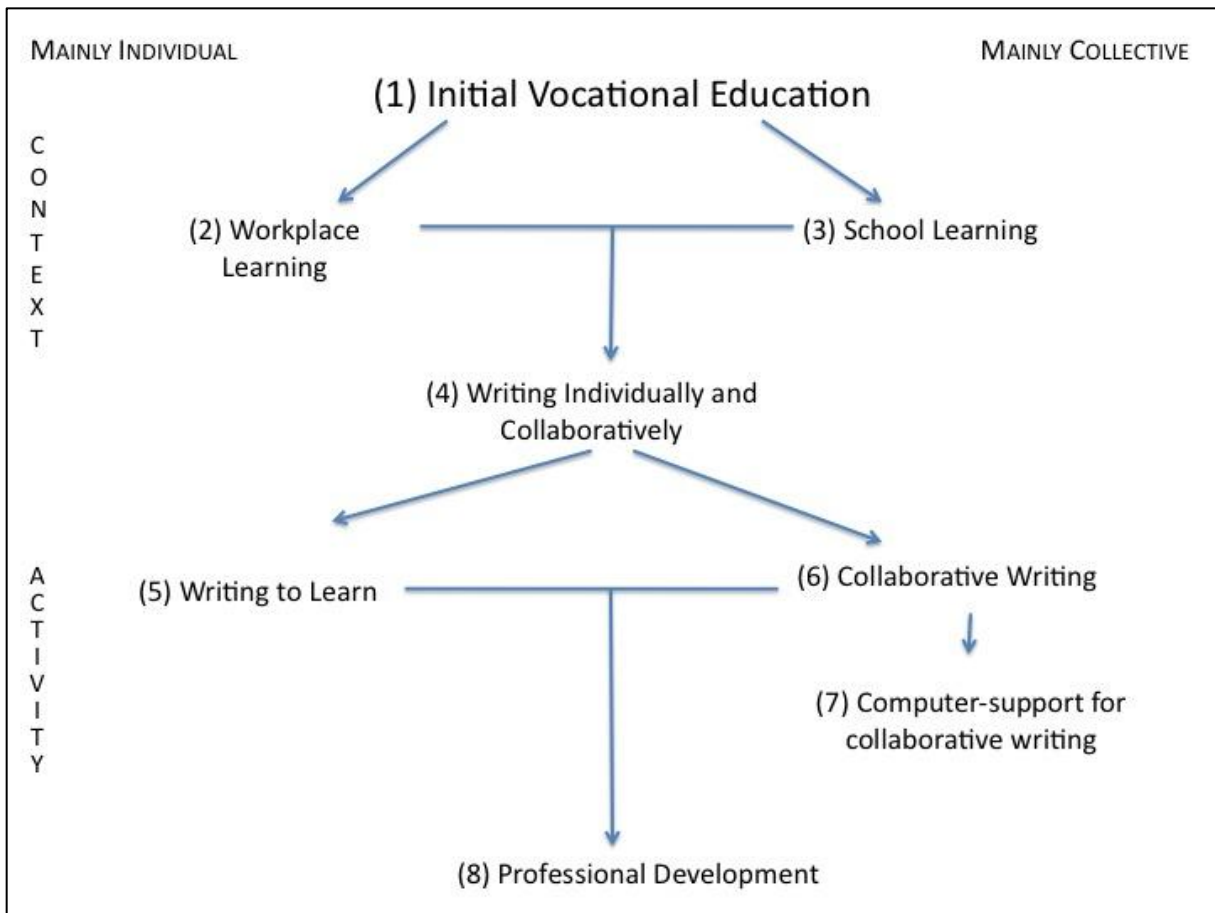 MAINLY INDIVIDUAL
MAINLY COLLECTIVE
(1) Initial Vocational Education
C
O
N
T
E
X
T
(2) Workplace
Learning
(3) School Learning
(4) Writing Individually and
Collaboratively
A
C
T
I
V
I
T
Y
(5) Writing to Learn
(6) Collaborative Writing
(7) Computer-support for
collaborative writing
(8) Professional Development